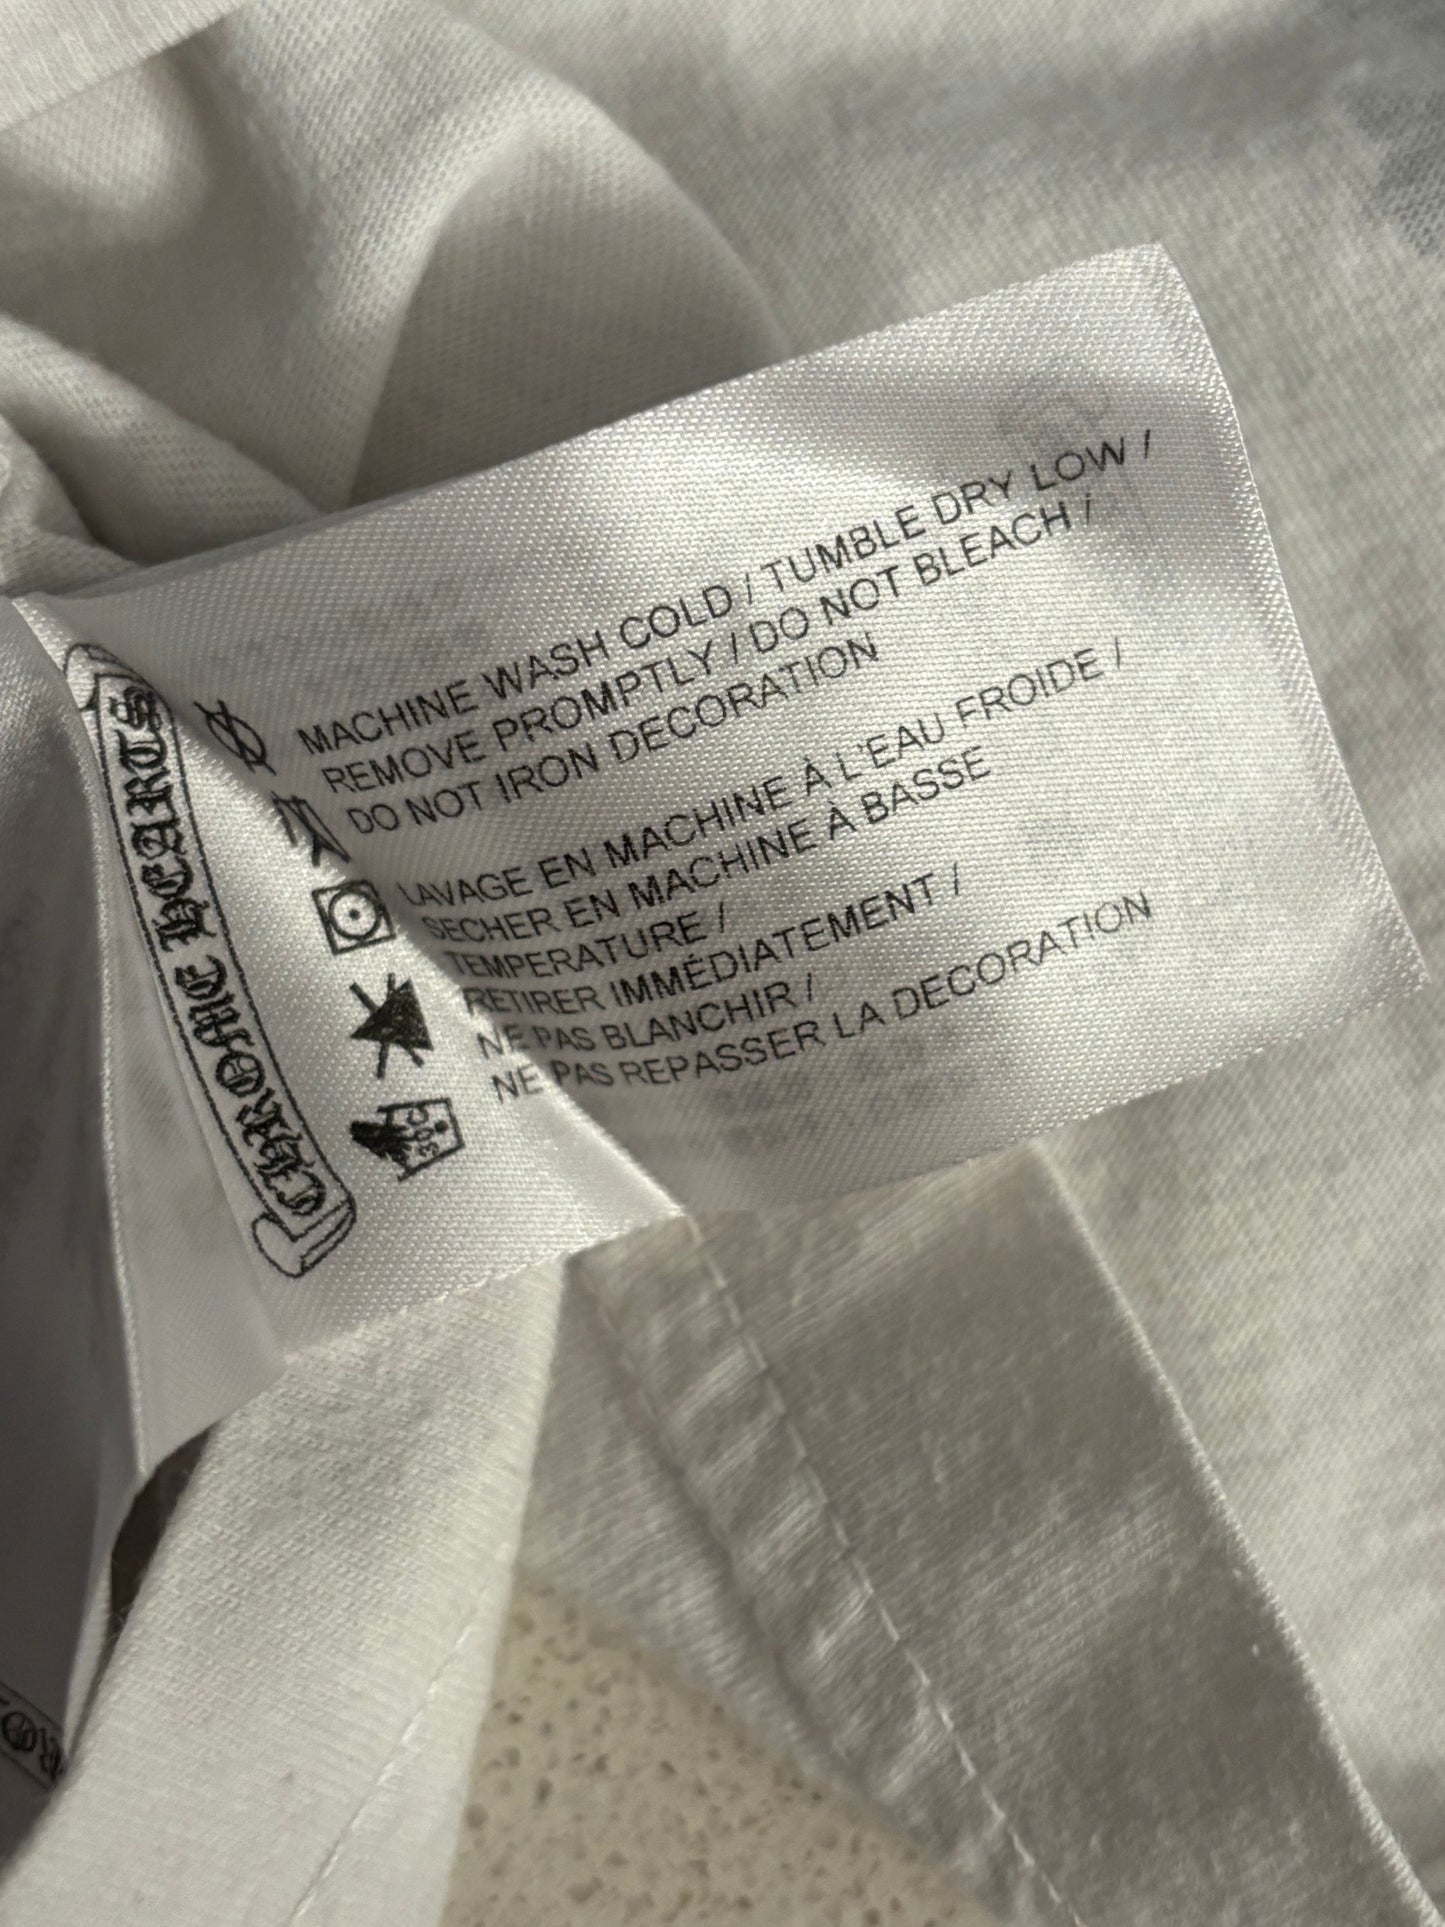 CHROME HEARTS
MACHINE WASH COLD / TUMBLE DRY LOW /
REMOVE PROMPTLY / DO NOT BLEACH /
DO NOT IRON DECORATION
LAVAGE EN MACHINE À L'EAU FROIDE /
SECHER EN MACHINE À BASSE
TEMPERATURE /
RETIRER IMMÉDIATEMENT /
NE PAS BLANCHIR /
NE PAS REPASSER LA DECORATION
30C